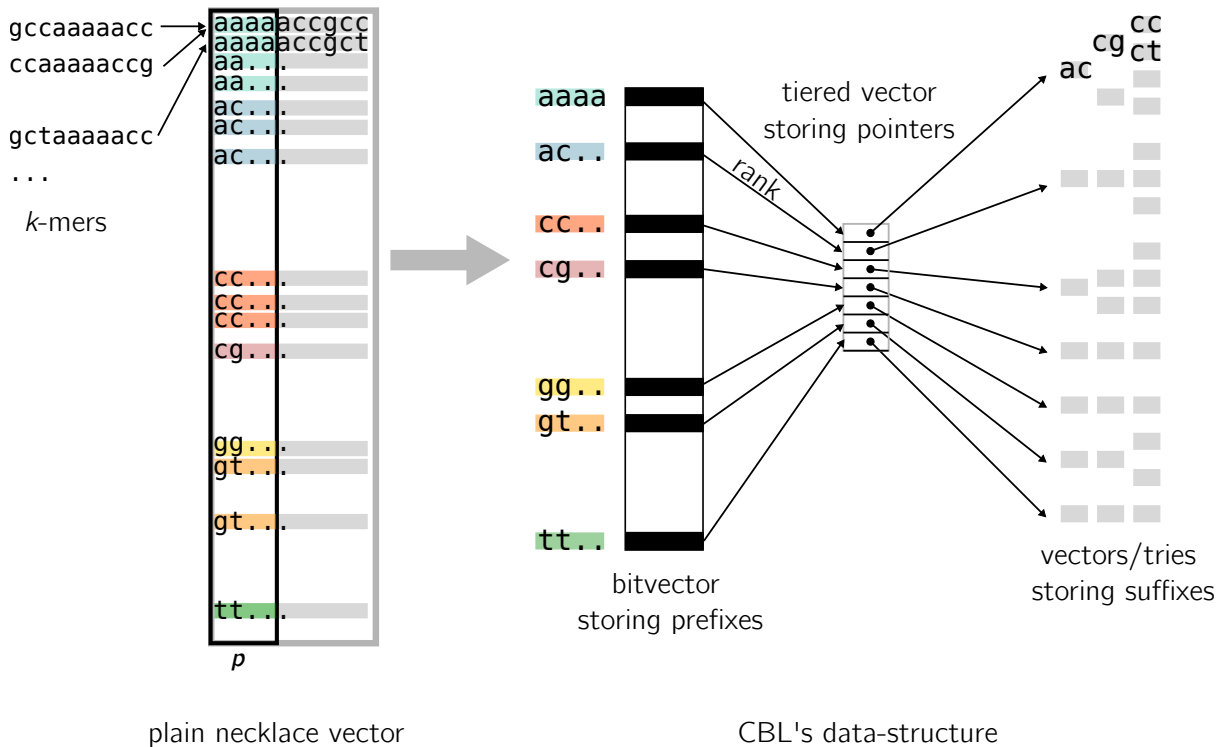 gccaaaaacc
ccaaaaaccg
gctaaaaacc
...
k-mers
aaaaaccgcc
aaaaaccgct
aa...
aa...
ac...
ac...
ac...
cc...
cc...
cc...
cg...
gg...
gt...
gt...
tt...
p
plain necklace vector
aaaa
ac..
cc..
cg..
gg..
gt..
tt..
bitvector
storing prefixes
rank
tiered vector
storing pointers
ac
cg
cc
ct
vectors/tries
storing suffixes
CBL's data-structure